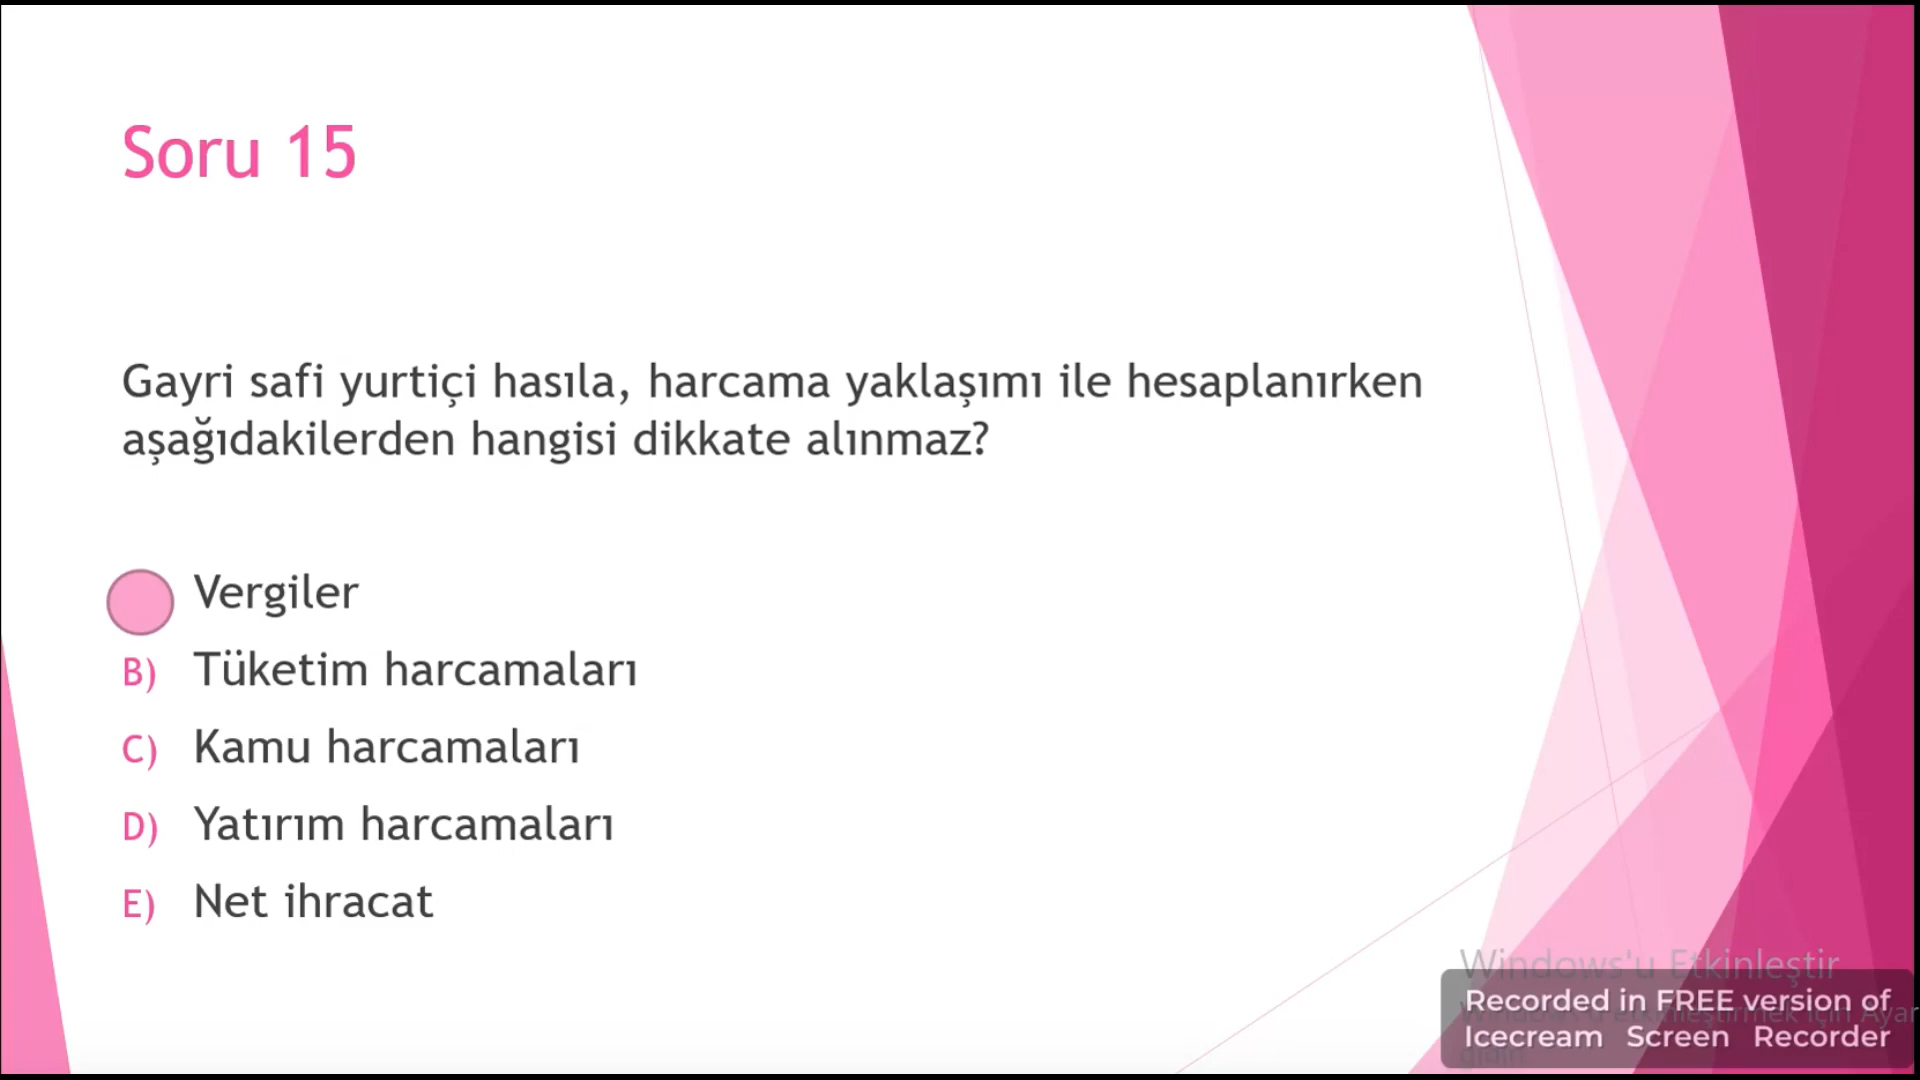 Soru 15
Gayri safi yurtiçi hasıla, harcama yaklaşımı ile hesaplanırken
aşağıdakilerden hangisi dikkate alınmaz?
Vergiler
B) Tüketim harcamaları
C) Kamu harcamaları
D) Yatırım harcamaları
E) Net ihracat
Windows'u Etkinleştir
Recorded in FREE version of
Icecream Screen Recorder